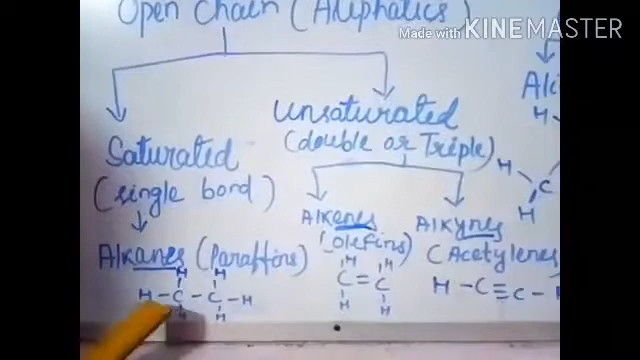 Open Chain (Aliphatics)
Made with KINEMASTER
Unsaturated
(double or Triple)
Saturated
(single bond)
Alkanes (Paraffins)
Alkenes
(Olefins)
Alkynes
(Acetylenes
H H
H - C - C - H
H H
H H
C = C
H H
H - C ≡ C -
H
H
C
H